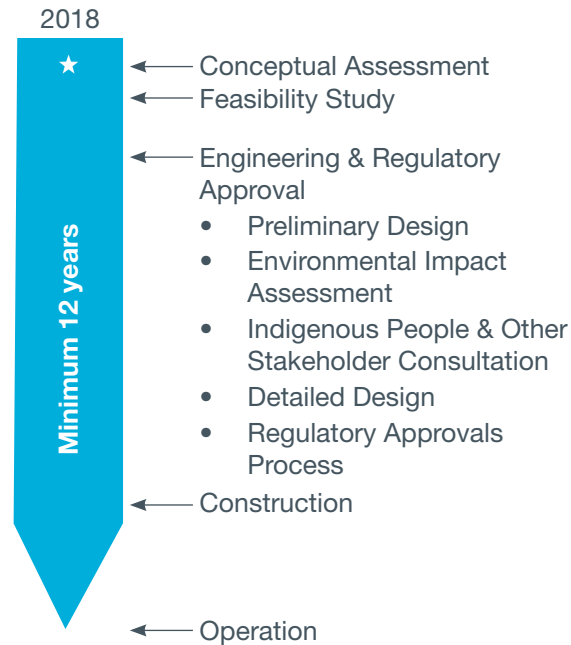 2018
Conceptual Assessment
Feasibility Study
Engineering & Regulatory
Approval
• Preliminary Design
• Environmental Impact
Assessment
• Indigenous People & Other
Stakeholder Consultation
• Detailed Design
• Regulatory Approvals
Process
Minimum 12 years
Construction
Operation